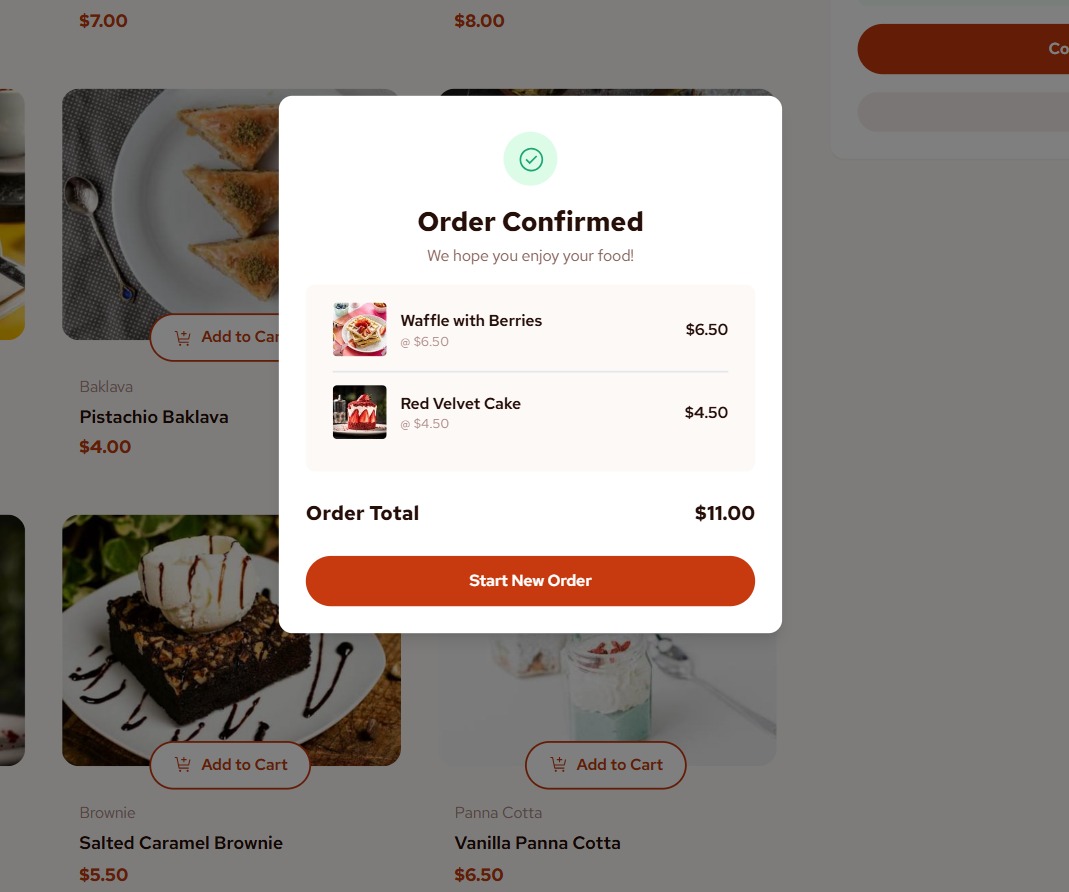 $7.00
$8.00
Co
Order Confirmed
We hope you enjoy your food!
Waffle with Berries
@ $6.50
$6.50
Red Velvet Cake
@ $4.50
$4.50
Order Total
$11.00
Start New Order
Add to Car
Baklava
Pistachio Baklava
$4.00
Add to Cart
Brownie
Salted Caramel Brownie
$5.50
Add to Cart
Panna Cotta
Vanilla Panna Cotta
$6.50